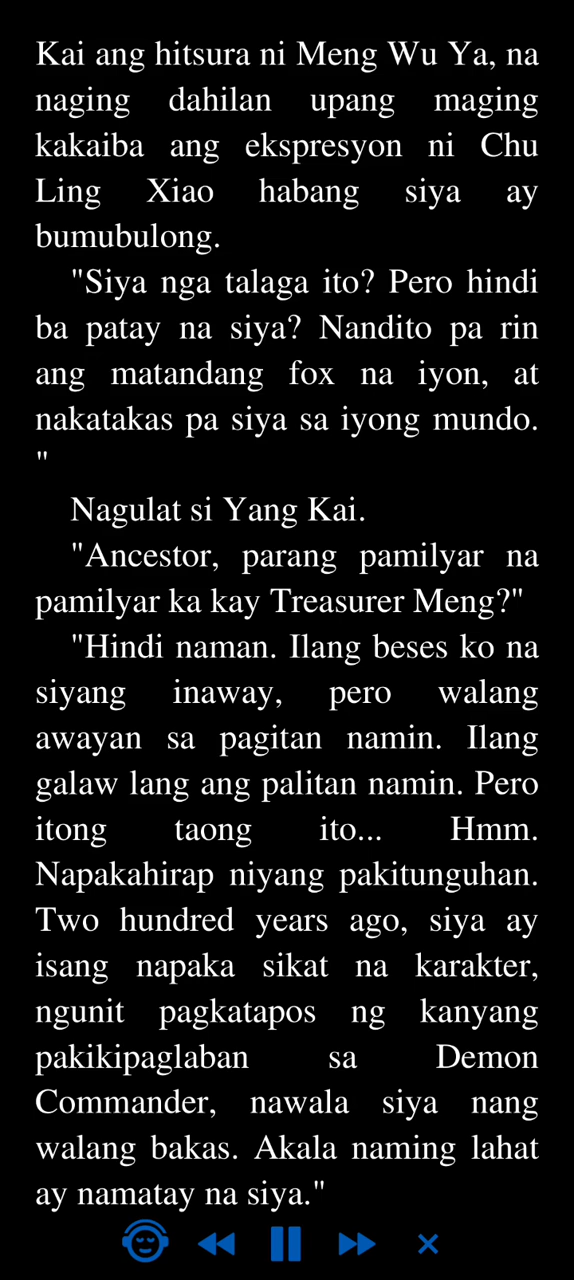 Kai ang hitsura ni Meng Wu Ya, na
naging dahilan upang maging
kakaiba ang ekspresyon ni Chu
Ling Xiao habang siya ay
bumubulong.
"Siya nga talaga ito? Pero hindi
ba patay na siya? Nandito pa rin
ang matandang fox na iyon, at
nakatakas pa siya sa iyong mundo.
"
Nagulat si Yang Kai.
"Ancestor, parang pamilyar na
pamilyar ka kay Treasurer Meng?"
"Hindi naman. Ilang beses ko na
siyang inaway, pero walang
awayan sa pagitan namin. Ilang
galaw lang ang palitan namin. Pero
itong taong ito... Hmm.
Napakahirap niyang pakitunguhan.
Two hundred years ago, siya ay
isang napaka sikat na karakter,
ngunit pagkatapos ng kanyang
pakikipaglaban sa Demon
Commander, nawala siya nang
walang bakas. Akala naming lahat
ay namatay na siya."